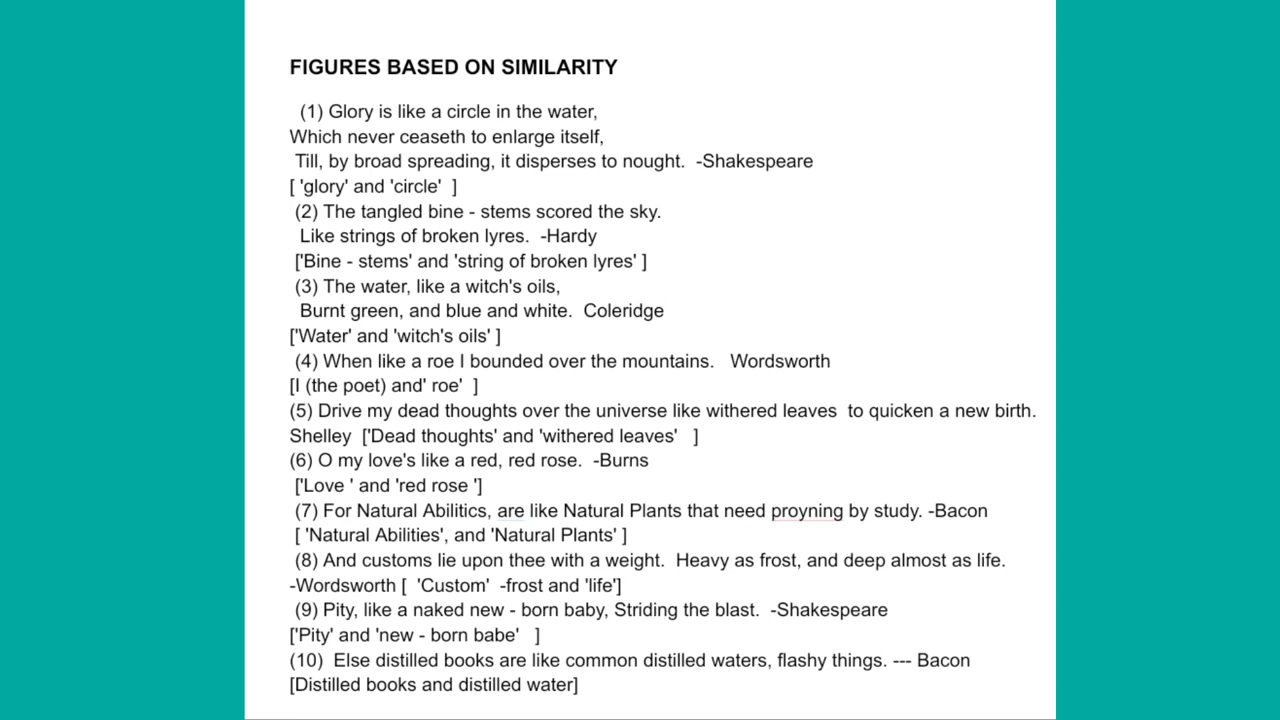 FIGURES BASED ON SIMILARITY
(1) Glory is like a circle in the water,
Which never ceaseth to enlarge itself,
Till, by broad spreading, it disperses to nought.  -Shakespeare
[ 'glory' and 'circle'  ]
(2) The tangled bine - stems scored the sky.
Like strings of broken lyres.  -Hardy
['Bine - stems' and 'string of broken lyres' ]
(3) The water, like a witch's oils,
Burnt green, and blue and white.  Coleridge
['Water' and 'witch's oils' ]
(4) When like a roe I bounded over the mountains.   Wordsworth
[I (the poet) and' roe'  ]
(5) Drive my dead thoughts over the universe like withered leaves  to quicken a new birth.
Shelley  ['Dead thoughts' and 'withered leaves'   ]
(6) O my love's like a red, red rose.  -Burns
['Love ' and 'red rose ']
(7) For Natural Abilitics, are like Natural Plants that need proyning by study. -Bacon
[ 'Natural Abilities', and 'Natural Plants' ]
(8) And customs lie upon thee with a weight.  Heavy as frost, and deep almost as life.
-Wordsworth [  'Custom'  -frost and 'life']
(9) Pity, like a naked new - born baby, Striding the blast.  -Shakespeare
['Pity' and 'new - born babe'   ]
(10)  Else distilled books are like common distilled waters, flashy things. --- Bacon
[Distilled books and distilled water]